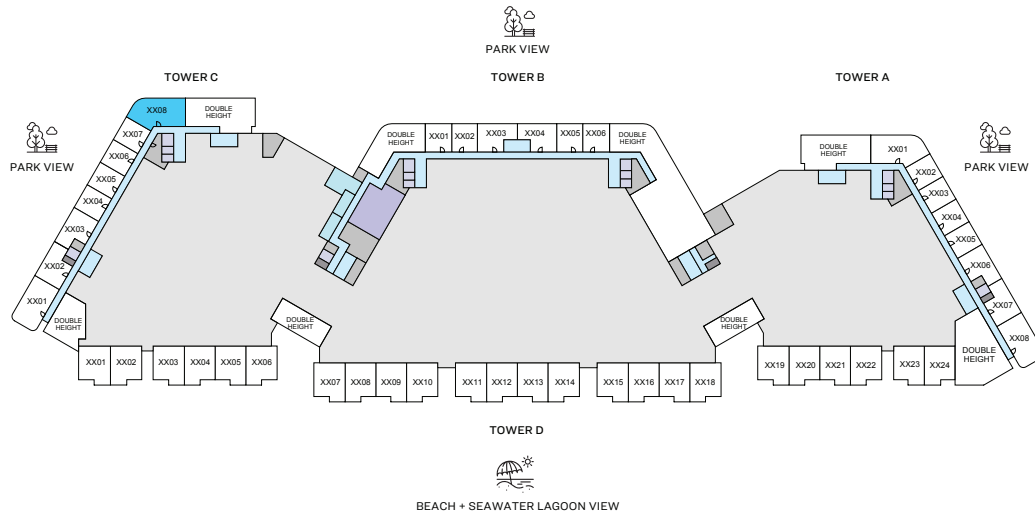 PARK VIEW
TOWER C
TOWER B
TOWER A
PARK VIEW
PARK VIEW
XX08
DOUBLE
HEIGHT
XX07
XX06
XX05
XX04
XX03
XX02
XX01
DOUBLE
HEIGHT
DOUBLE
HEIGHT
XX01
XX02
XX03
XX04
XX05
XX06
DOUBLE
HEIGHT
DOUBLE
HEIGHT
XX01
XX02
XX03
XX04
XX05
XX06
XX07
XX08
DOUBLE
HEIGHT
DOUBLE
HEIGHT
DOUBLE
HEIGHT
XX01 XX02 XX03 XX04 XX05 XX06
XX07 XX08 XX09 XX10 XX11 XX12 XX13 XX14 XX15 XX16 XX17 XX18
XX19 XX20 XX21 XX22 XX23 XX24
TOWER D
BEACH + SEAWATER LAGOON VIEW